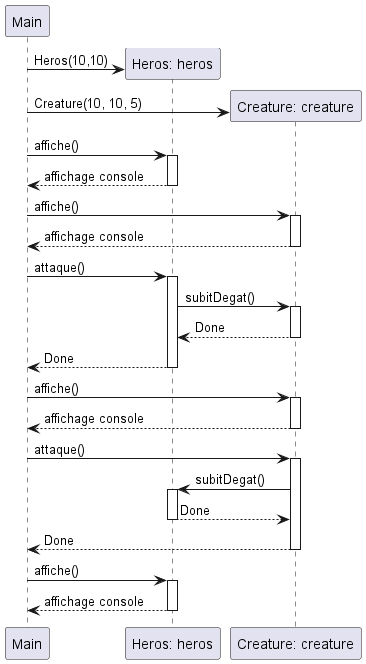 Main
Heros(10,10)
Heros: heros
Creature(10, 10, 5)
Creature: creature
affiche()
affichage console
affiche()
affichage console
attaque()
subitDegat()
Done
Done
affiche()
affichage console
attaque()
subitDegat()
Done
Done
affiche()
affichage console
Main
Heros: heros
Creature: creature